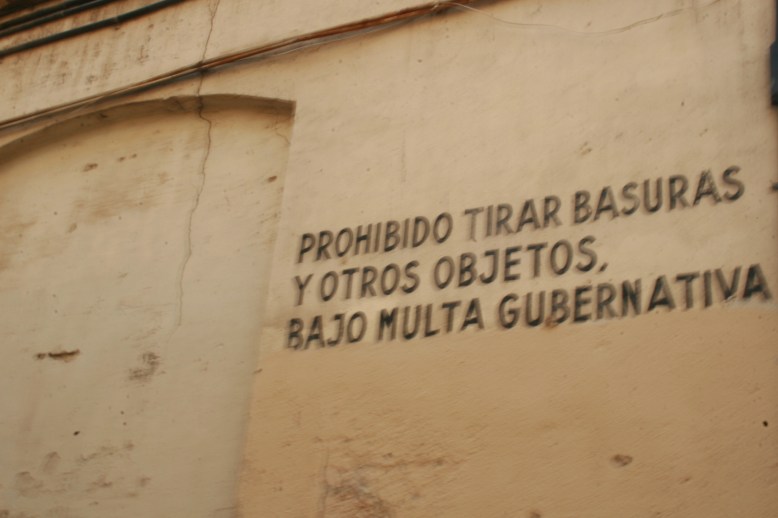 PROHIBIDO TIRAR BASURAS
Y OTROS OBJETOS,
BAJO MULTA GUBERNATIVA